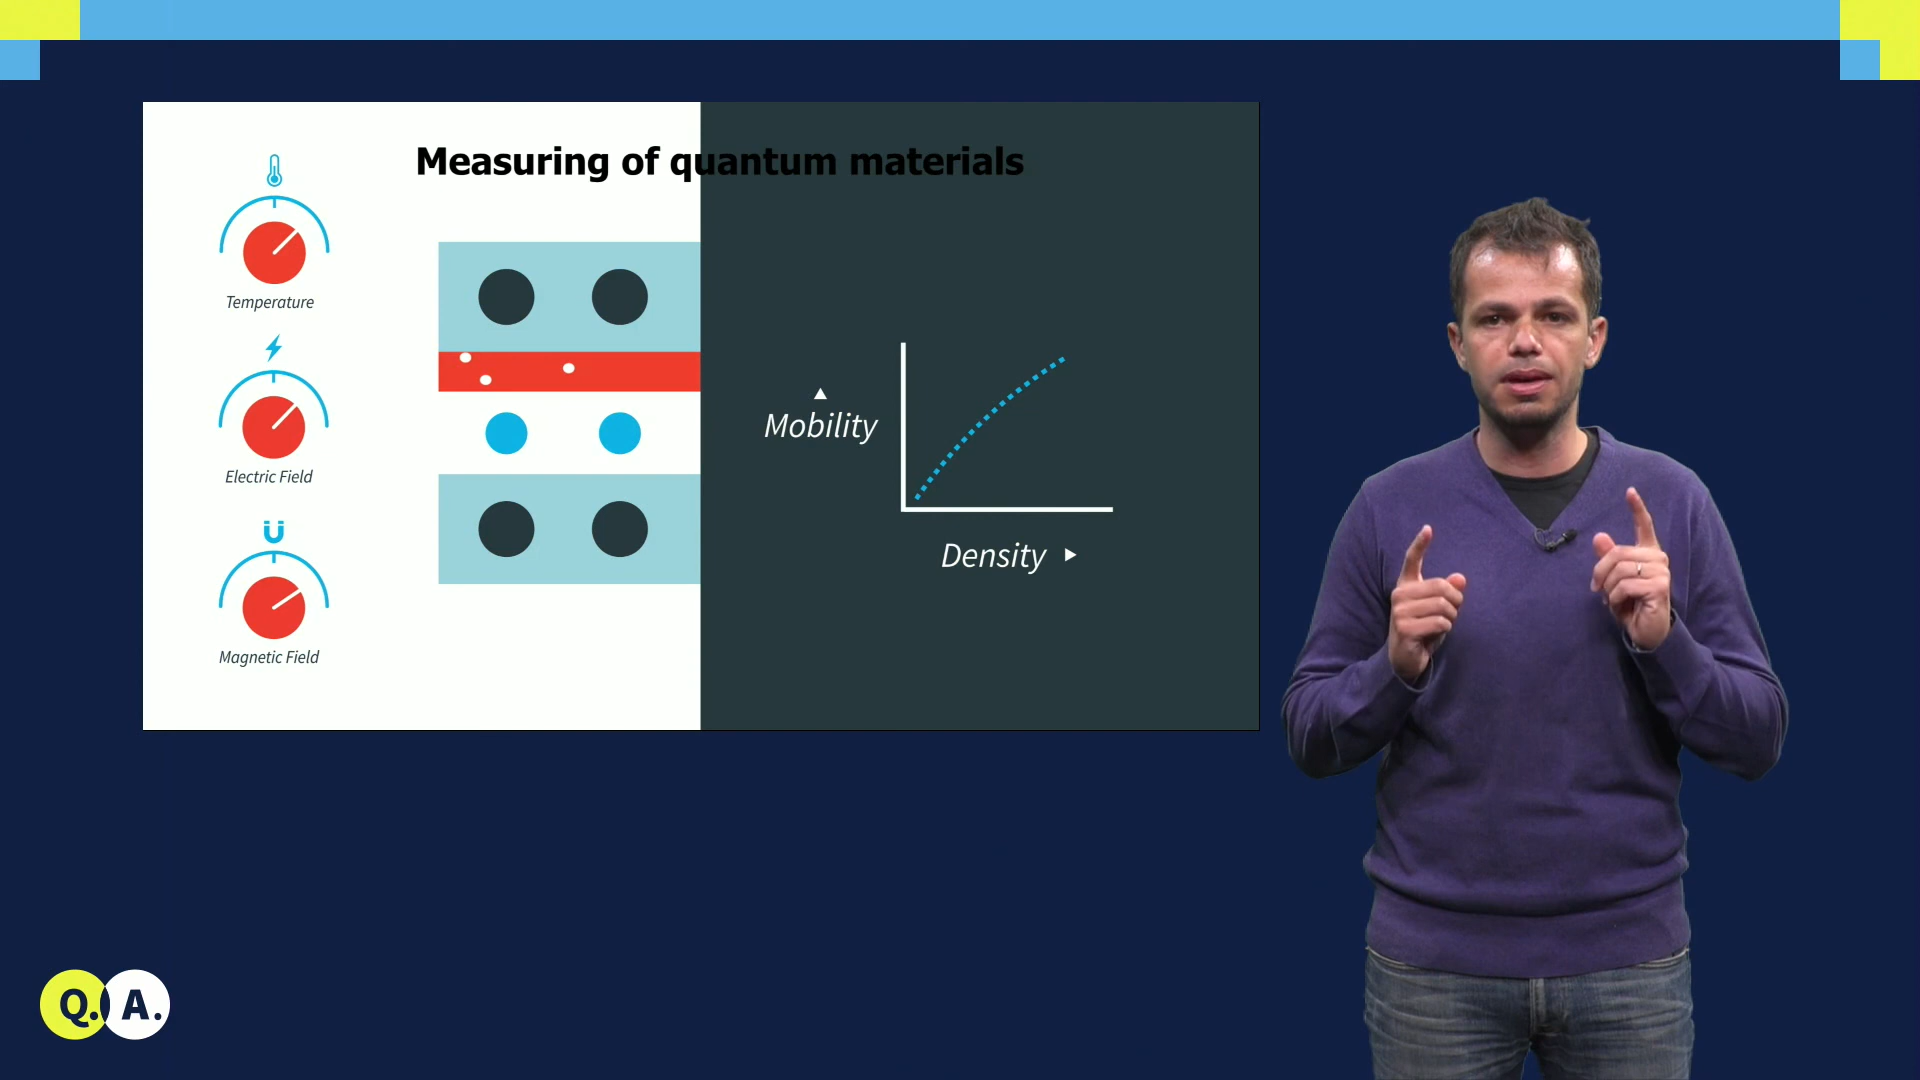 Measuring of quantum materials
Temperature
Electric Field
Magnetic Field
Mobility
Density
Q. A.